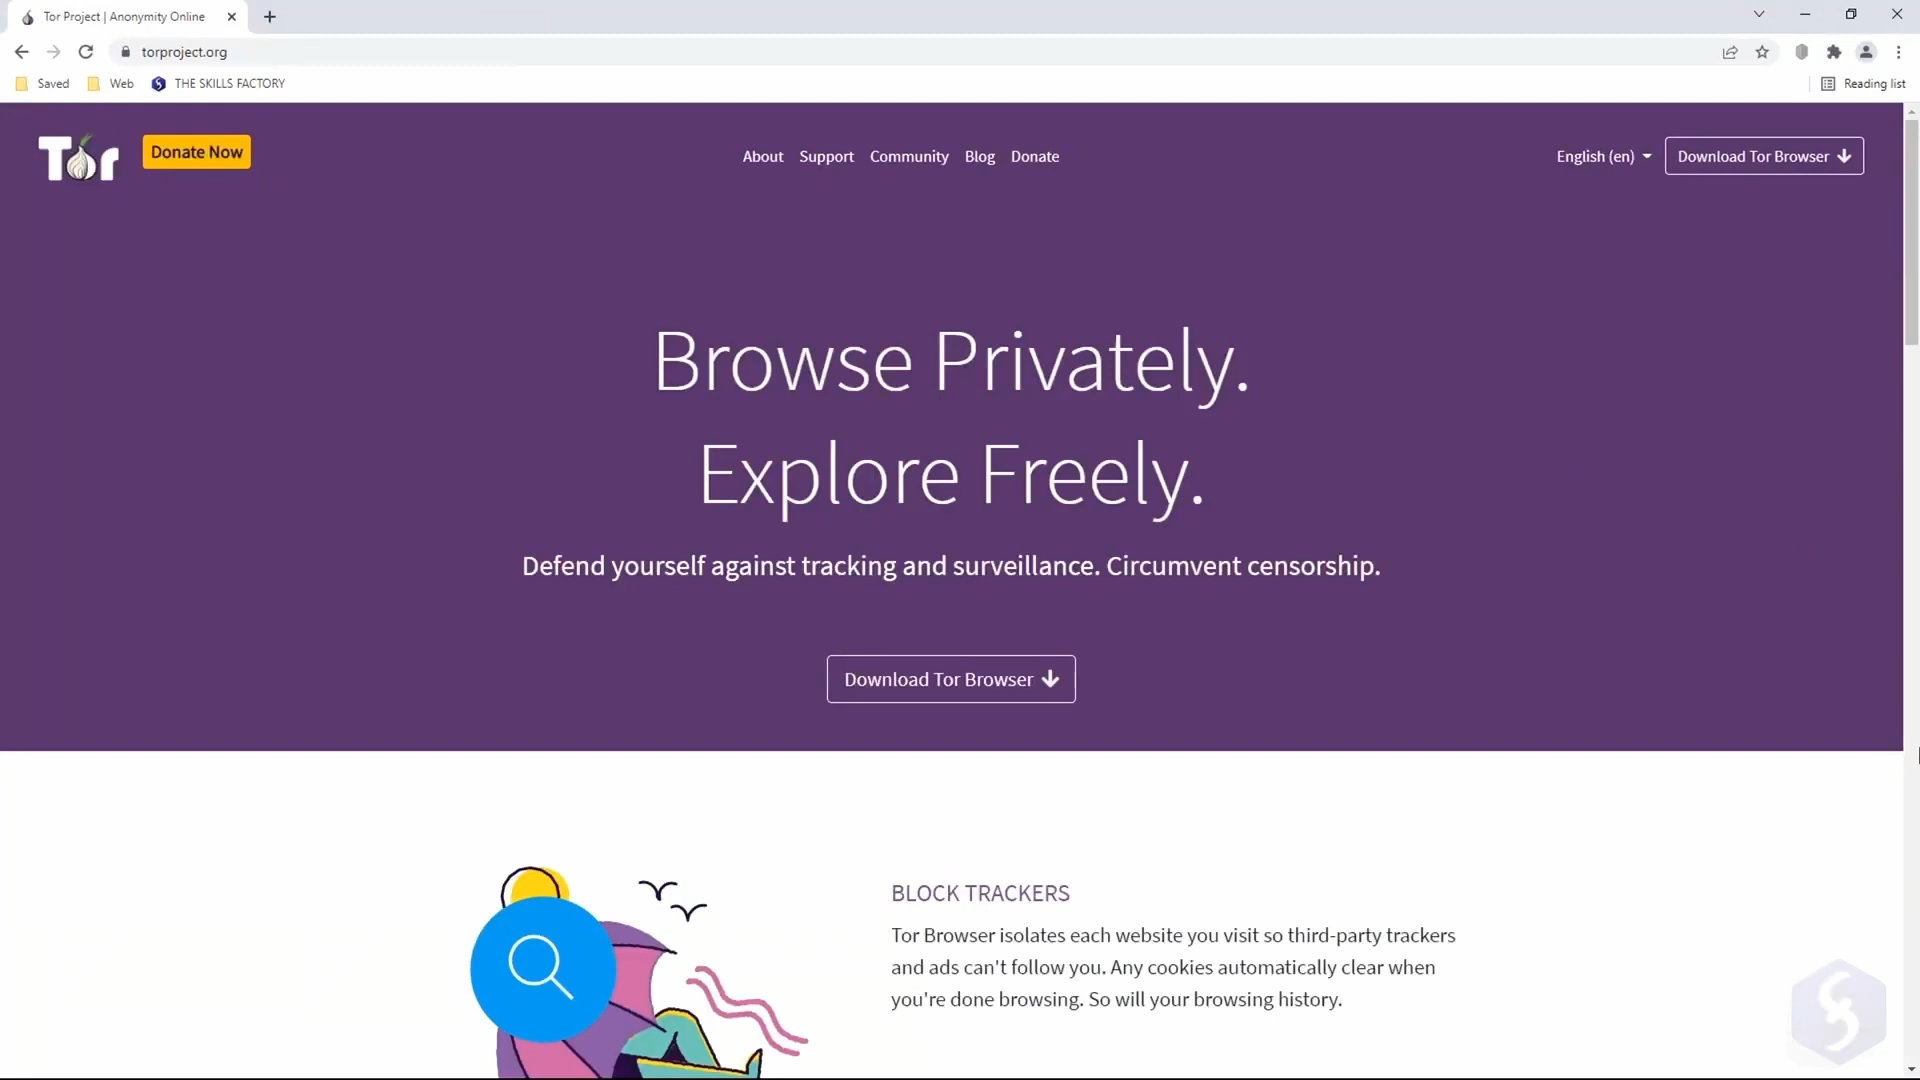 Tor Project | Anonymity Online
torproject.org
Saved Web THE SKILLS FACTORY Reading list
Tor Donate Now About Support Community Blog Donate English (en) Download Tor Browser
Browse Privately.
Explore Freely.
Defend yourself against tracking and surveillance. Circumvent censorship.
Download Tor Browser
BLOCK TRACKERS
Tor Browser isolates each website you visit so third-party trackers
and ads can't follow you. Any cookies automatically clear when
you're done browsing. So will your browsing history.